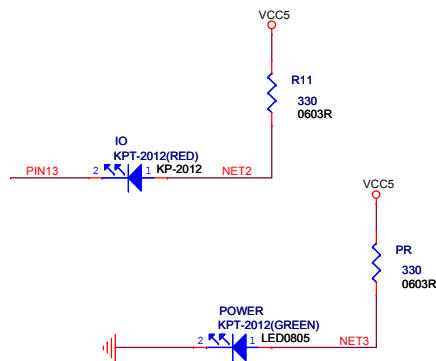 VCC5
R11
330
0603R
IO
KPT-2012(RED)
2 1 KP-2012
PIN13 NET2
VCC5
PR
330
0603R
POWER
KPT-2012(GREEN)
2 1 LED0805
NET3